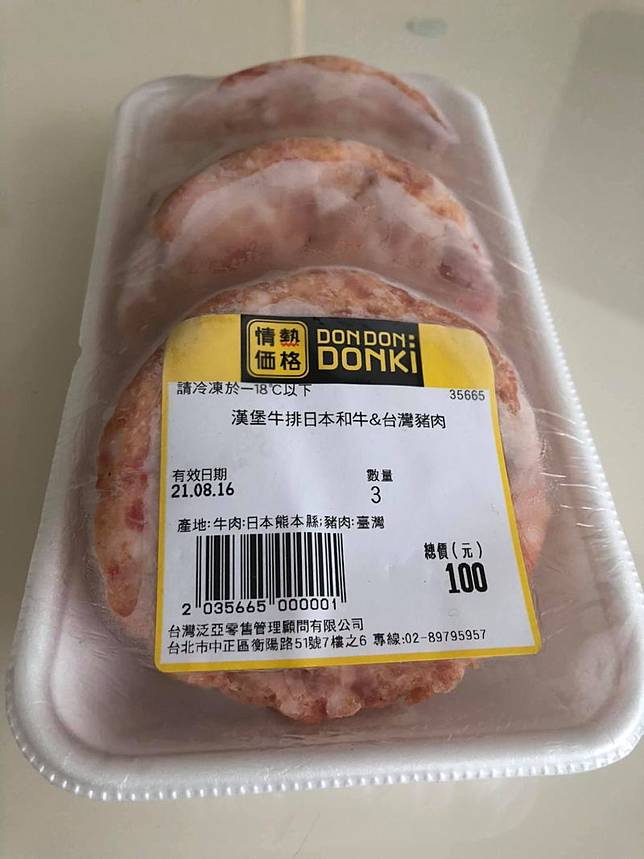 情熱
価格
DON DON:
DONKi
請冷凍於-18℃以下
35665
漢堡牛排日本和牛&台灣豬肉
有效日期
21.08.16
數量
3
產地:牛肉:日本熊本縣;豬肉:臺灣
總價(元)
100
2 035665 000001
台灣泛亞零售管理顧問有限公司
台北市中正區衡陽路51號7樓之6 專線:02-89795957